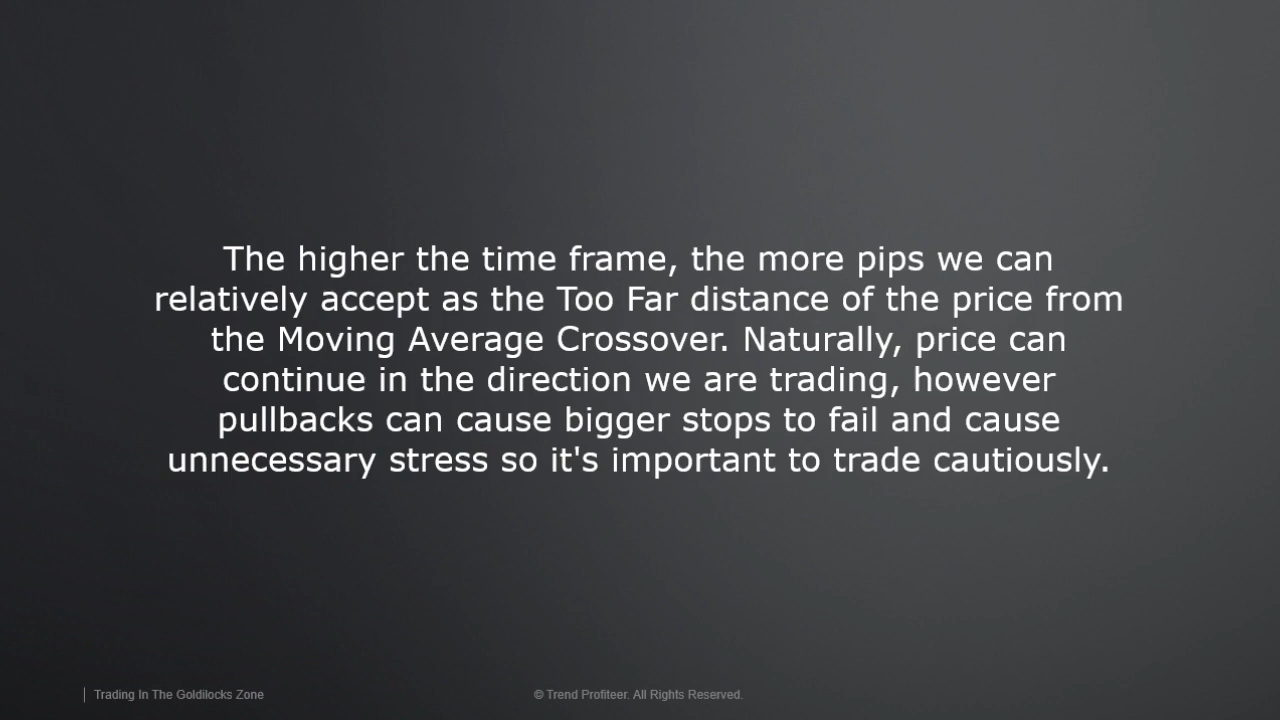 The higher the time frame, the more pips we can
relatively accept as the Too Far distance of the price from
the Moving Average Crossover. Naturally, price can
continue in the direction we are trading, however
pullbacks can cause bigger stops to fail and cause
unnecessary stress so it's important to trade cautiously.
Trading In The Goldilocks Zone
© Trend Profiteer. All Rights Reserved.